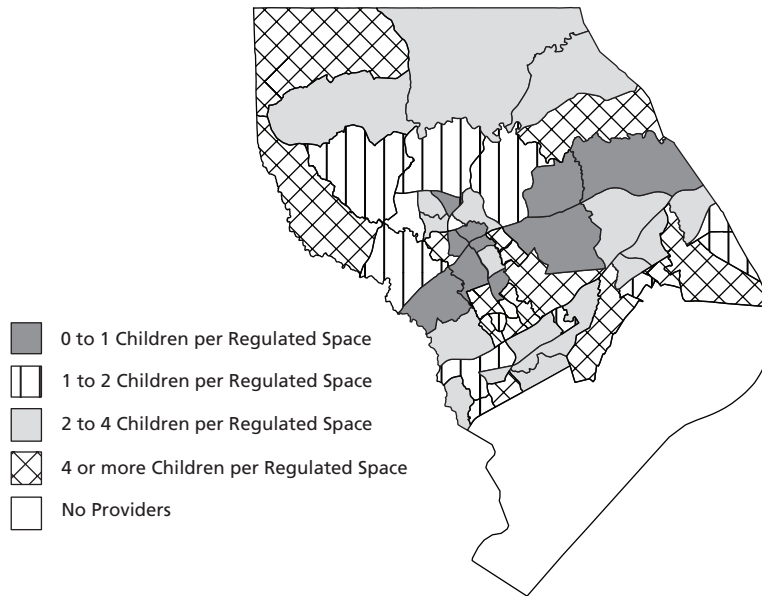 0 to 1 Children per Regulated Space
1 to 2 Children per Regulated Space
2 to 4 Children per Regulated Space
4 or more Children per Regulated Space
No Providers